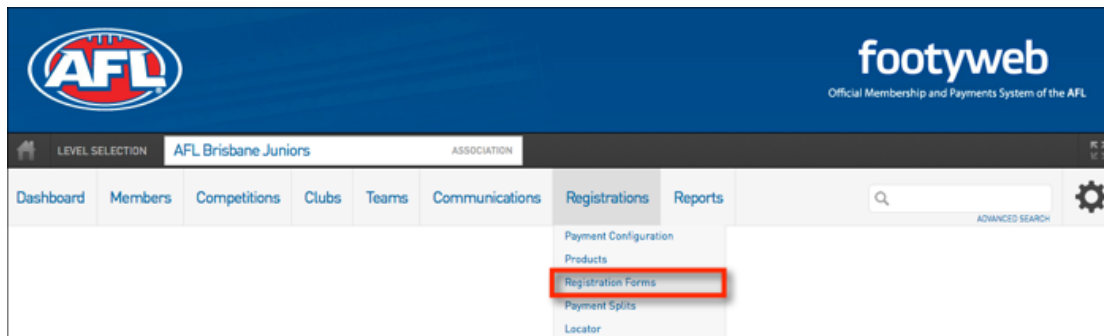 AFL
footyweb
Official Membership and Payments System of the AFL
LEVEL SELECTION AFL Brisbane Juniors ASSOCIATION
Dashboard Members Competitions Clubs Teams Communications Registrations Reports
ADVANCED SEARCH
Payment Configuration
Products
Registration Forms
Payment Splits
Locator